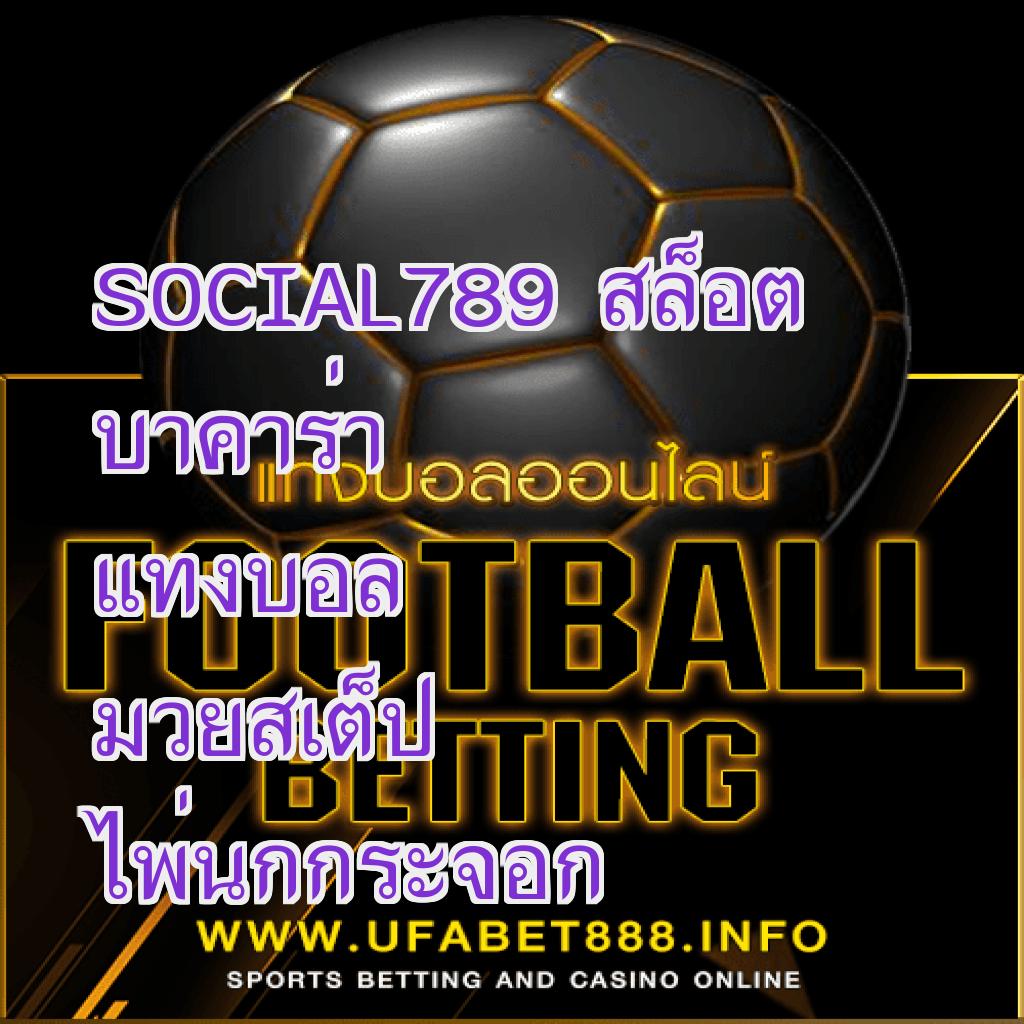 SOCIAL789 สล็อต
บาคาร่า
แทงบอลออนไลน์
แทงบอล
FOOTBALL
มวยสเต็ป
BETTING
ไพ่นกกระจอก
WWW.UFABET888.INFO
SPORTS BETTING AND CASINO ONLINE